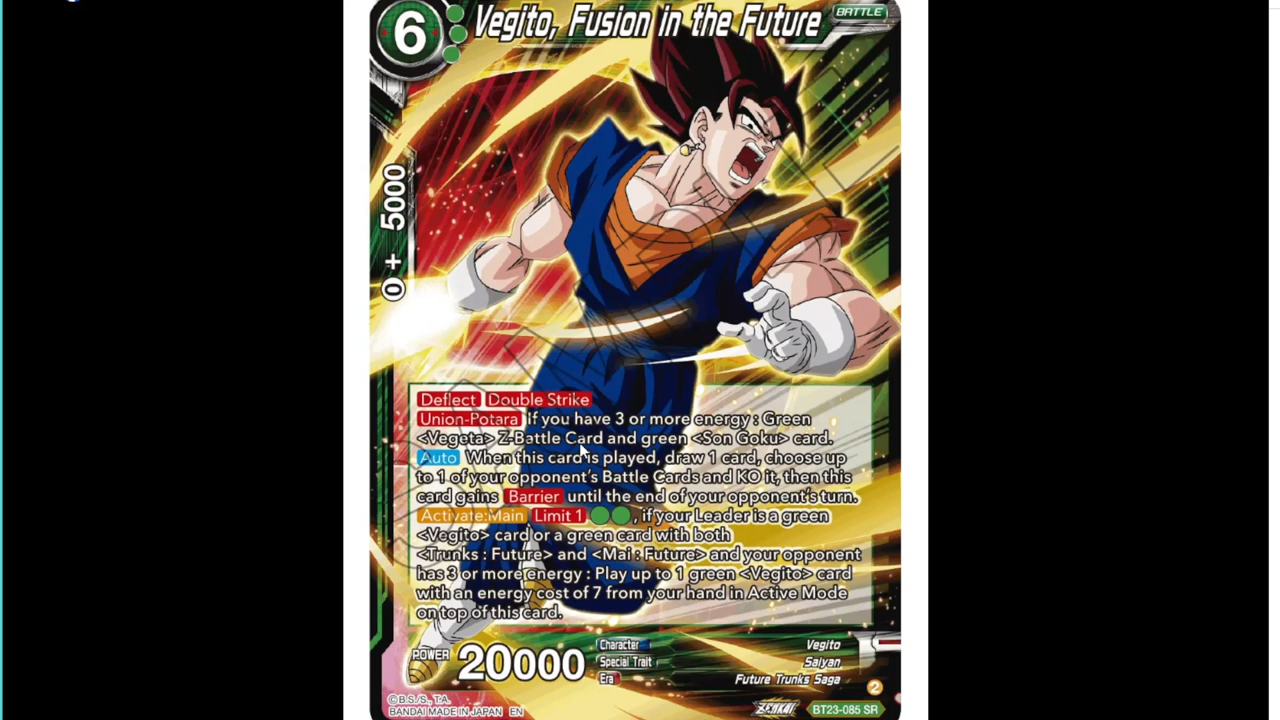 6
Vegito, Fusion in the Future
BATTLE
0 + 5000
Deflect Double Strike
Union-Potara If you have 3 or more energy : Green
<Vegeta> Z-Battle Card and green <Son Goku> card.
Auto When this card is played, draw 1 card, choose up
to 1 of your opponent's Battle Cards and KO it, then this
card gains Barrier until the end of your opponent's turn.
Activate:Main Limit 1 , if your Leader is a green
<Vegito> card or a green card with both
<Trunks : Future> and <Mai : Future> and your opponent
has 3 or more energy : Play up to 1 green <Vegito> card
with an energy cost of 7 from your hand in Active Mode
on top of this card.
POWER 20000
Character Vegito
Special Trait Saiyan
Era Future Trunks Saga
2
©B.S./S., T.A.
BANDAI MADE IN JAPAN EN
ZENKAI
BT23-085 SR